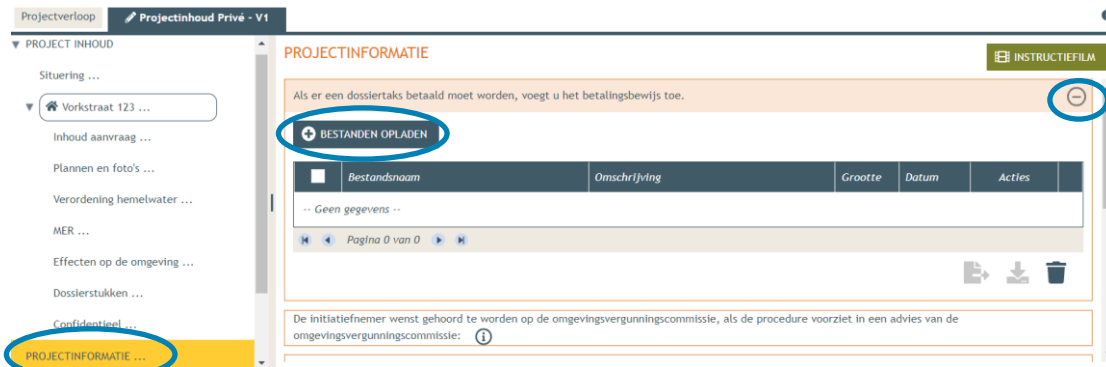 Projectverloop
Projectinhoud Privé - V1
PROJECT INHOUD
Situering ...
Vorkstraat 123 ...
Inhoud aanvraag ...
Plannen en foto's ...
Verordening hemelwater ...
MER ...
Effecten op de omgeving ...
Dossierstukken ...
Confidentieel ...
PROJECTINFORMATIE ...
PROJECTINFORMATIE
INSTRUCTIEFILM
Als er een dossiertaks betaald moet worden, voegt u het betalingsbewijs toe.
BESTANDEN OPLADEN
Bestandsnaam Omschrijving Grootte Datum Acties
-- Geen gegevens --
Pagina 0 van 0
De initiatiefnemer wenst gehoord te worden op de omgevingsvergunningscommissie, als de procedure voorziet in een advies van de
omgevingsvergunningscommissie: